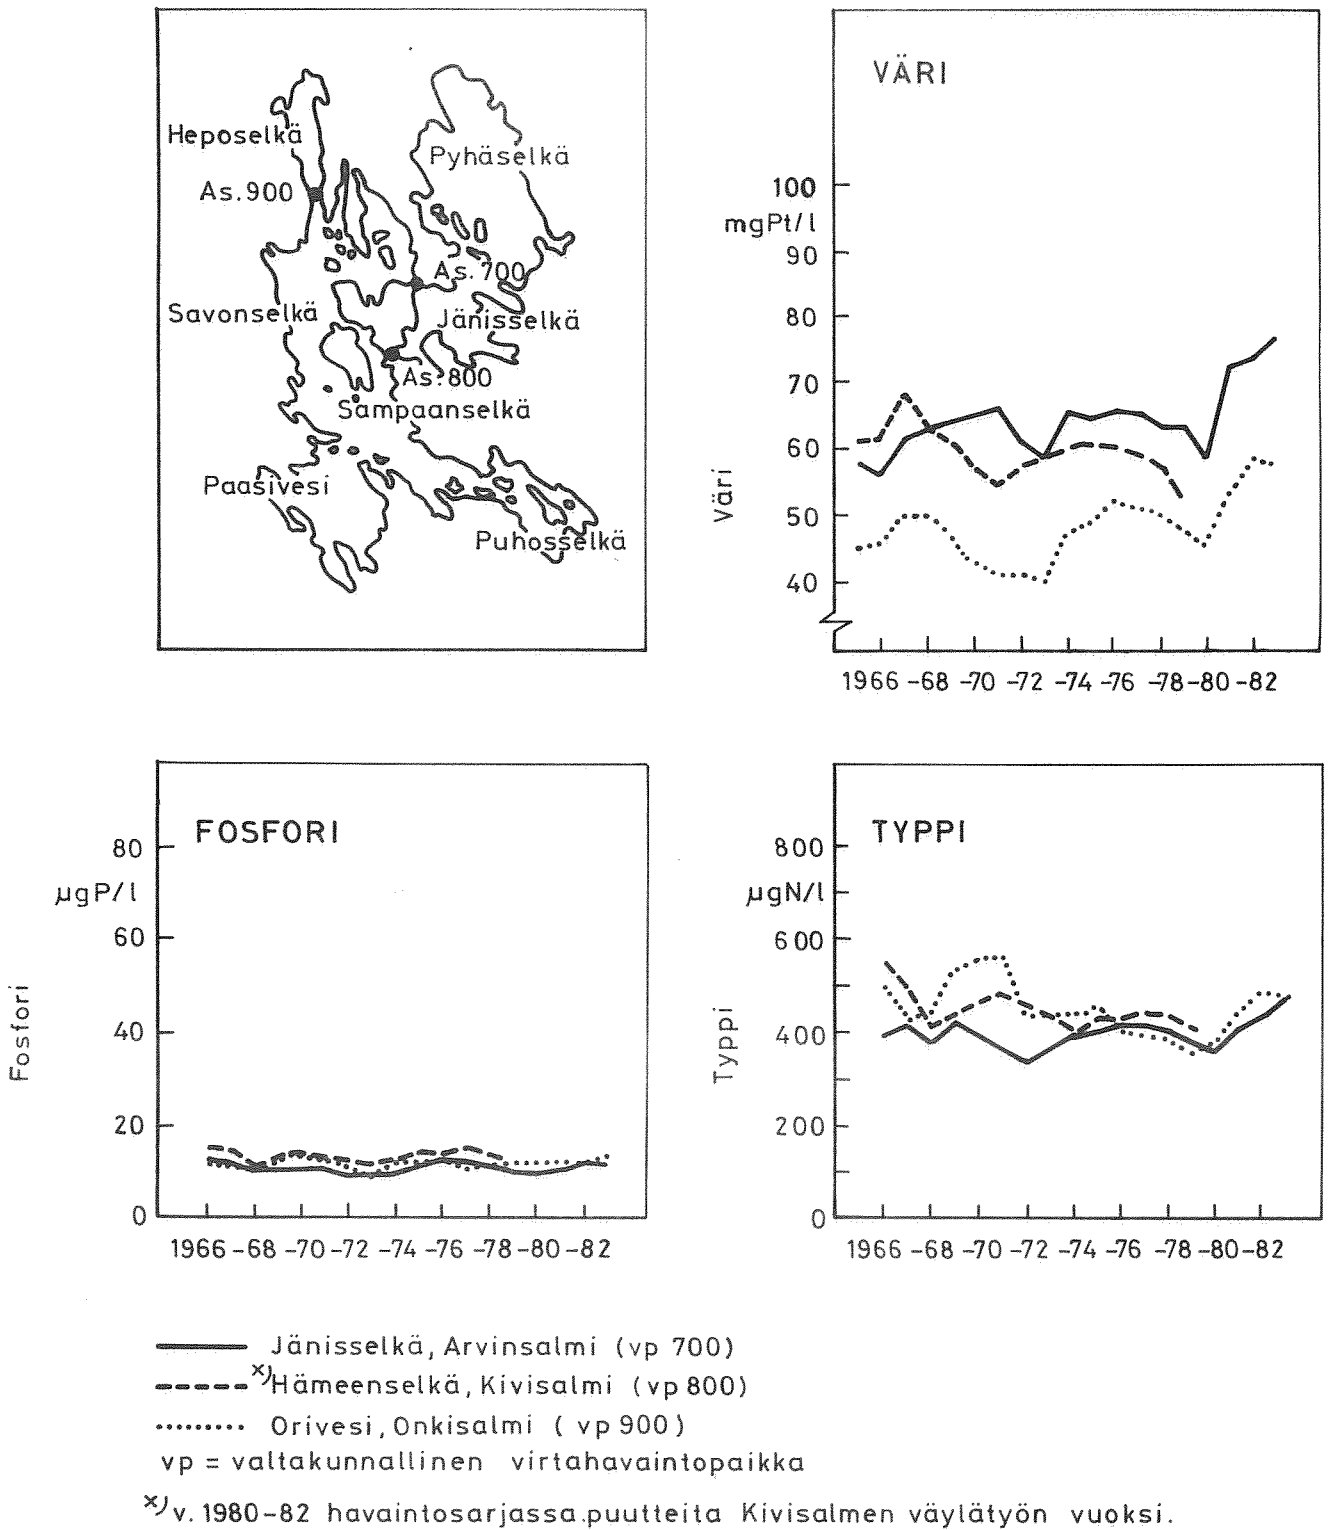 Heposelkä
Pyhäselkä
As.900
As.700
Savonselkä
Jänisselkä
As.800
Sampaanselkä
Paasivesi
Puhosselkä
VÄRI
100
mgPt/l
90
80
70
60
50
40
Väri
1966 -68 -70 -72 -74 -76 -78 -80 -82
FOSFORI
80
µgP/l
60
40
20
0
Fosfori
1966 -68 -70 -72 -74 -76 -78 -80 -82
TYPPI
800
µgN/l
600
400
200
0
Typpi
1966 -68 -70 -72 -74 -76 -78 -80 -82
Jänisselkä, Arvinsalmi (vp 700)
x) Hämeenselkä, Kivisalmi (vp 800)
Orivesi, Onkisalmi (vp 900)
vp = valtakunnallinen virtahavaintopaikka
x) v. 1980-82 havaintosarjassa puutteita Kivisalmen väylätyön vuoksi.